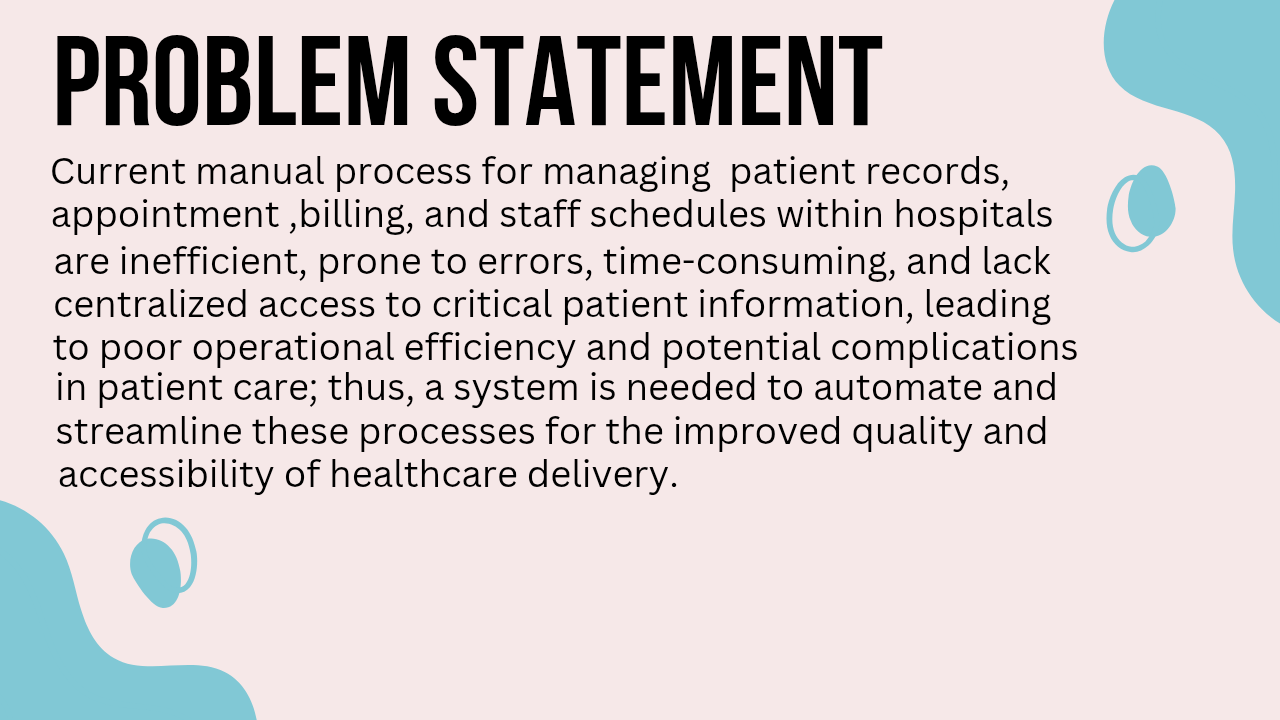 PROBLEM STATEMENT
Current manual process for managing  patient records,
appointment ,billing, and staff schedules within hospitals
are inefficient, prone to errors, time-consuming, and lack
centralized access to critical patient information, leading
to poor operational efficiency and potential complications
in patient care; thus, a system is needed to automate and
streamline these processes for the improved quality and
accessibility of healthcare delivery.